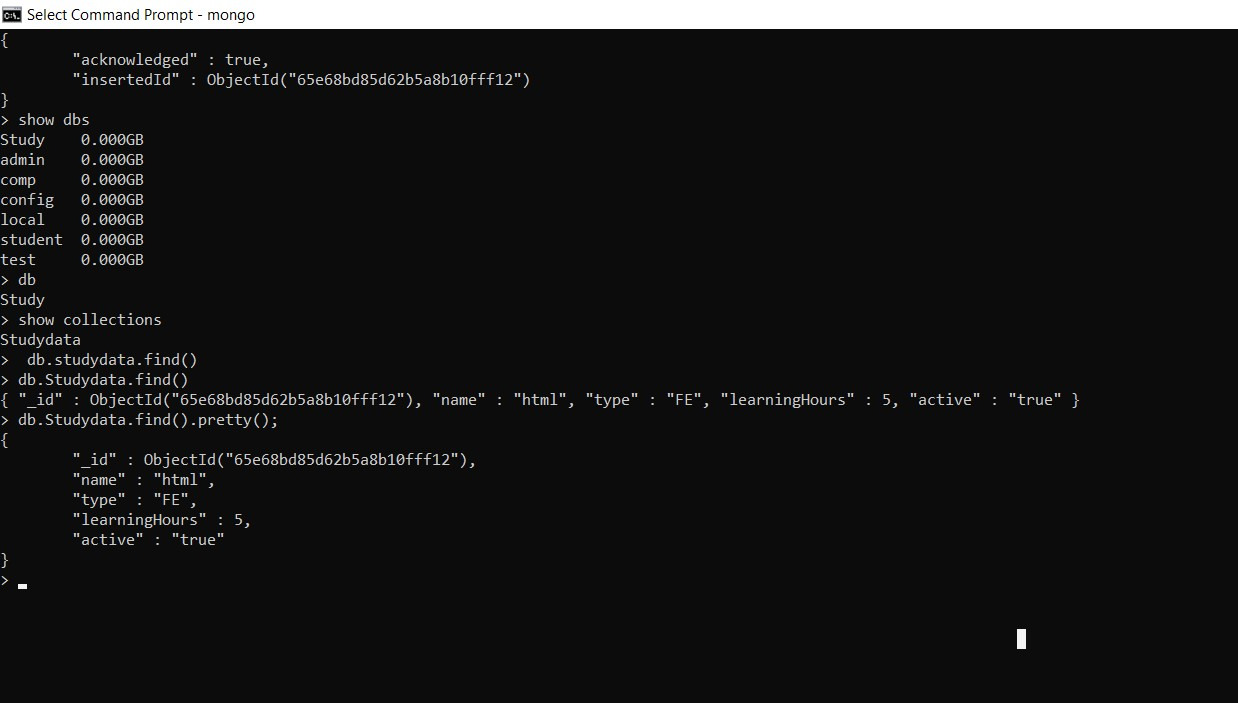 Select Command Prompt - mongo
{
        "acknowledged" : true,
        "insertedId" : ObjectId("65e68bd85d62b5a8b10fff12")
}
> show dbs
Study    0.000GB
admin    0.000GB
comp     0.000GB
config   0.000GB
local    0.000GB
student  0.000GB
test     0.000GB
> db
Study
> show collections
Studydata
>  db.studydata.find()
> db.Studydata.find()
{ "_id" : ObjectId("65e68bd85d62b5a8b10fff12"), "name" : "html", "type" : "FE", "learningHours" : 5, "active" : "true" }
> db.Studydata.find().pretty();
{
        "_id" : ObjectId("65e68bd85d62b5a8b10fff12"),
        "name" : "html",
        "type" : "FE",
        "learningHours" : 5,
        "active" : "true"
}
>